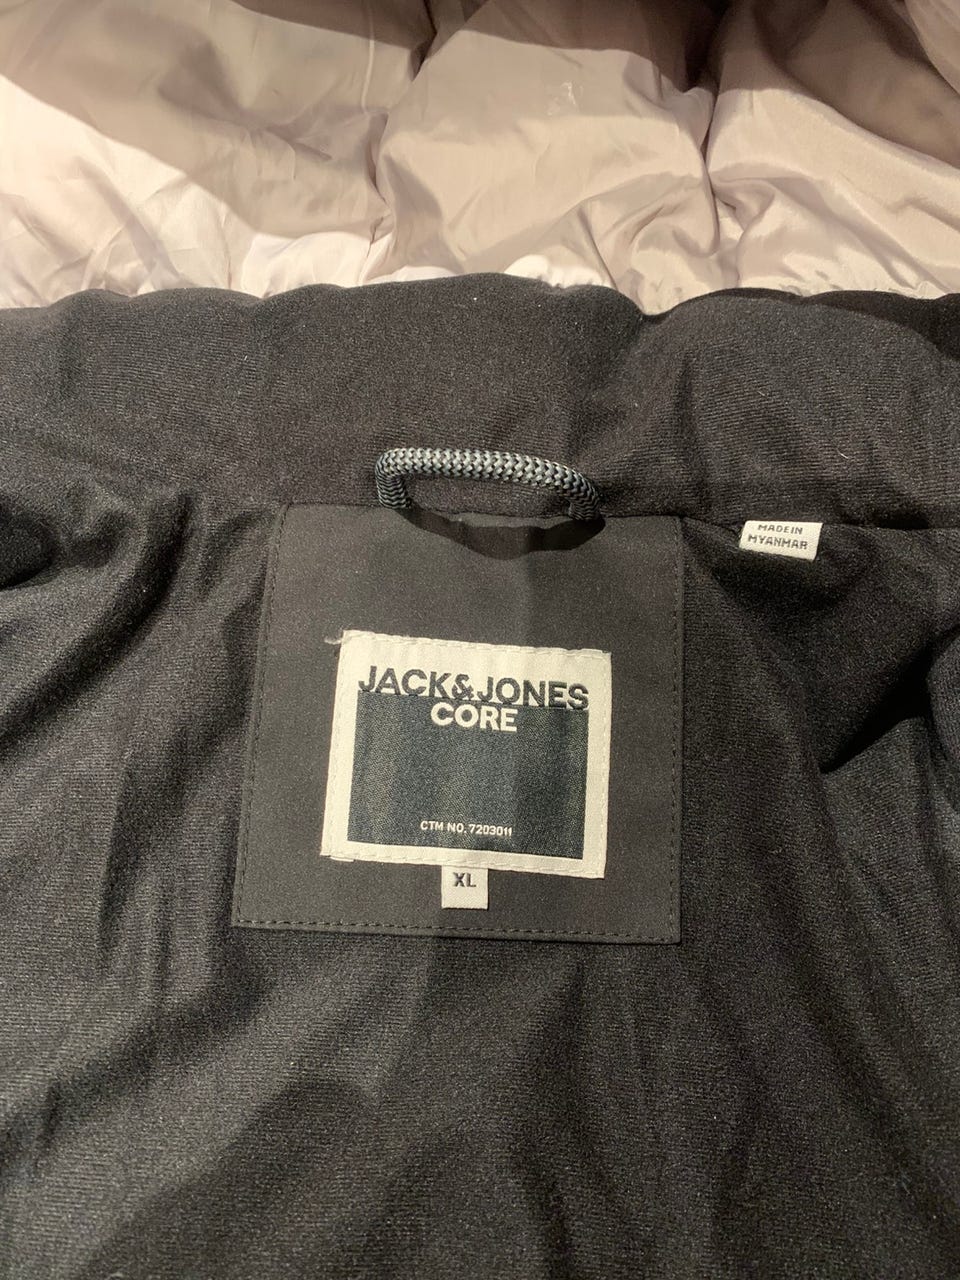 MADE IN
MYANMAR
JACK&JONES
CORE
CTM NO. 7203011
XL